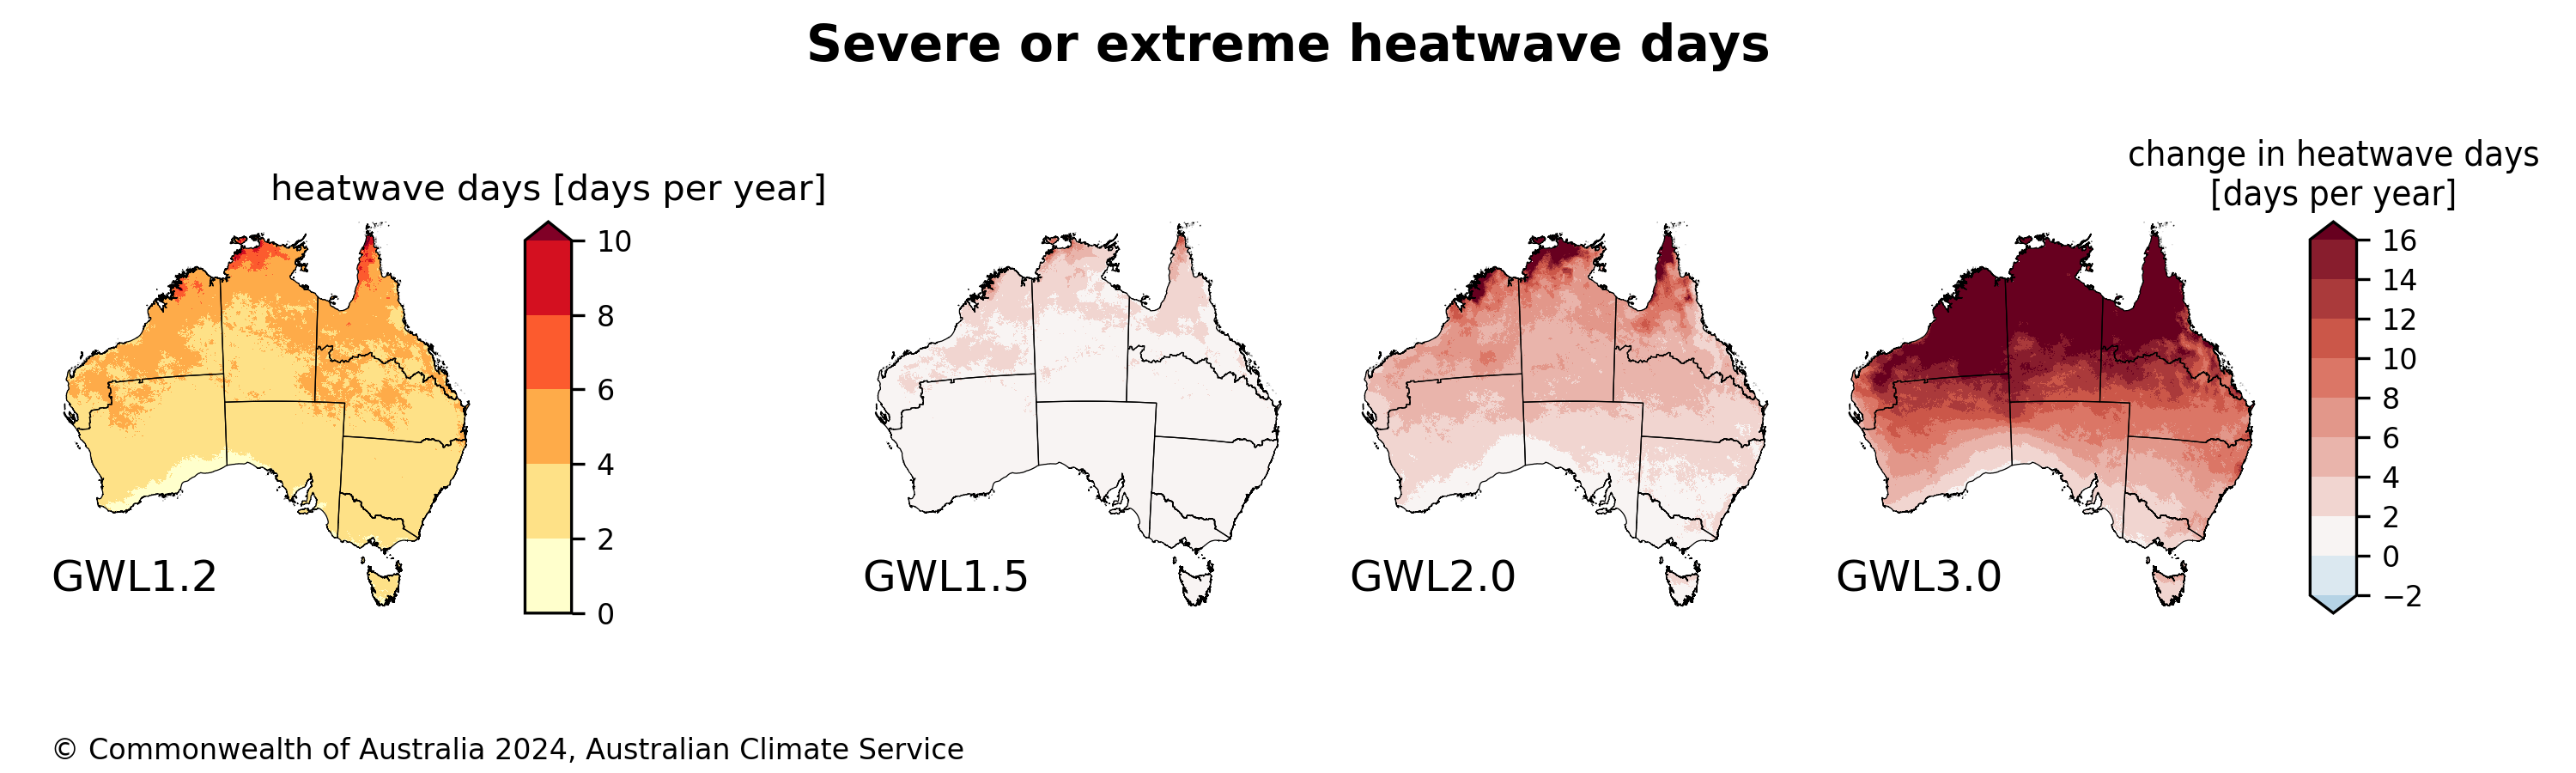 Severe or extreme heatwave days
heatwave days [days per year]
10
8
6
4
2
0
GWL1.2
GWL1.5
GWL2.0
GWL3.0
change in heatwave days
[days per year]
16
14
12
10
8
6
4
2
0
−2
© Commonwealth of Australia 2024, Australian Climate Service